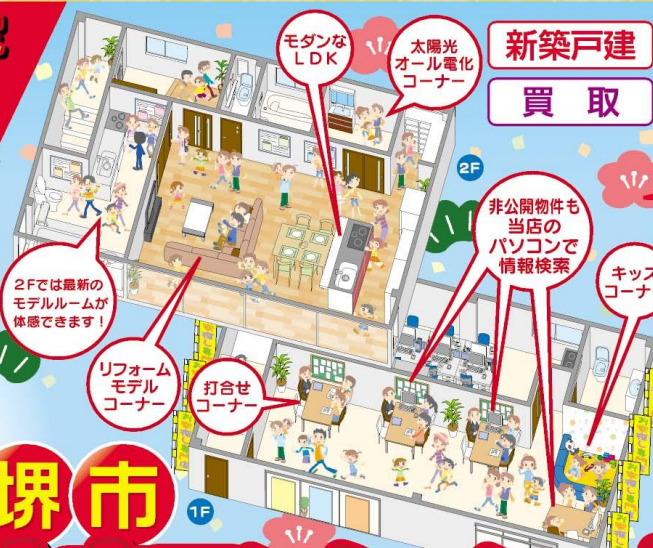 モダンな
LDK
太陽光
オール電化
コーナー
新築戸建
買取
2F
非公開物件も
当店の
パソコンで
情報検索
キッズ
コーナ
2Fでは最新の
モデルルームが
体感できます!
リフォーム
モデル
コーナー
打合せ
コーナー
堺市
1F